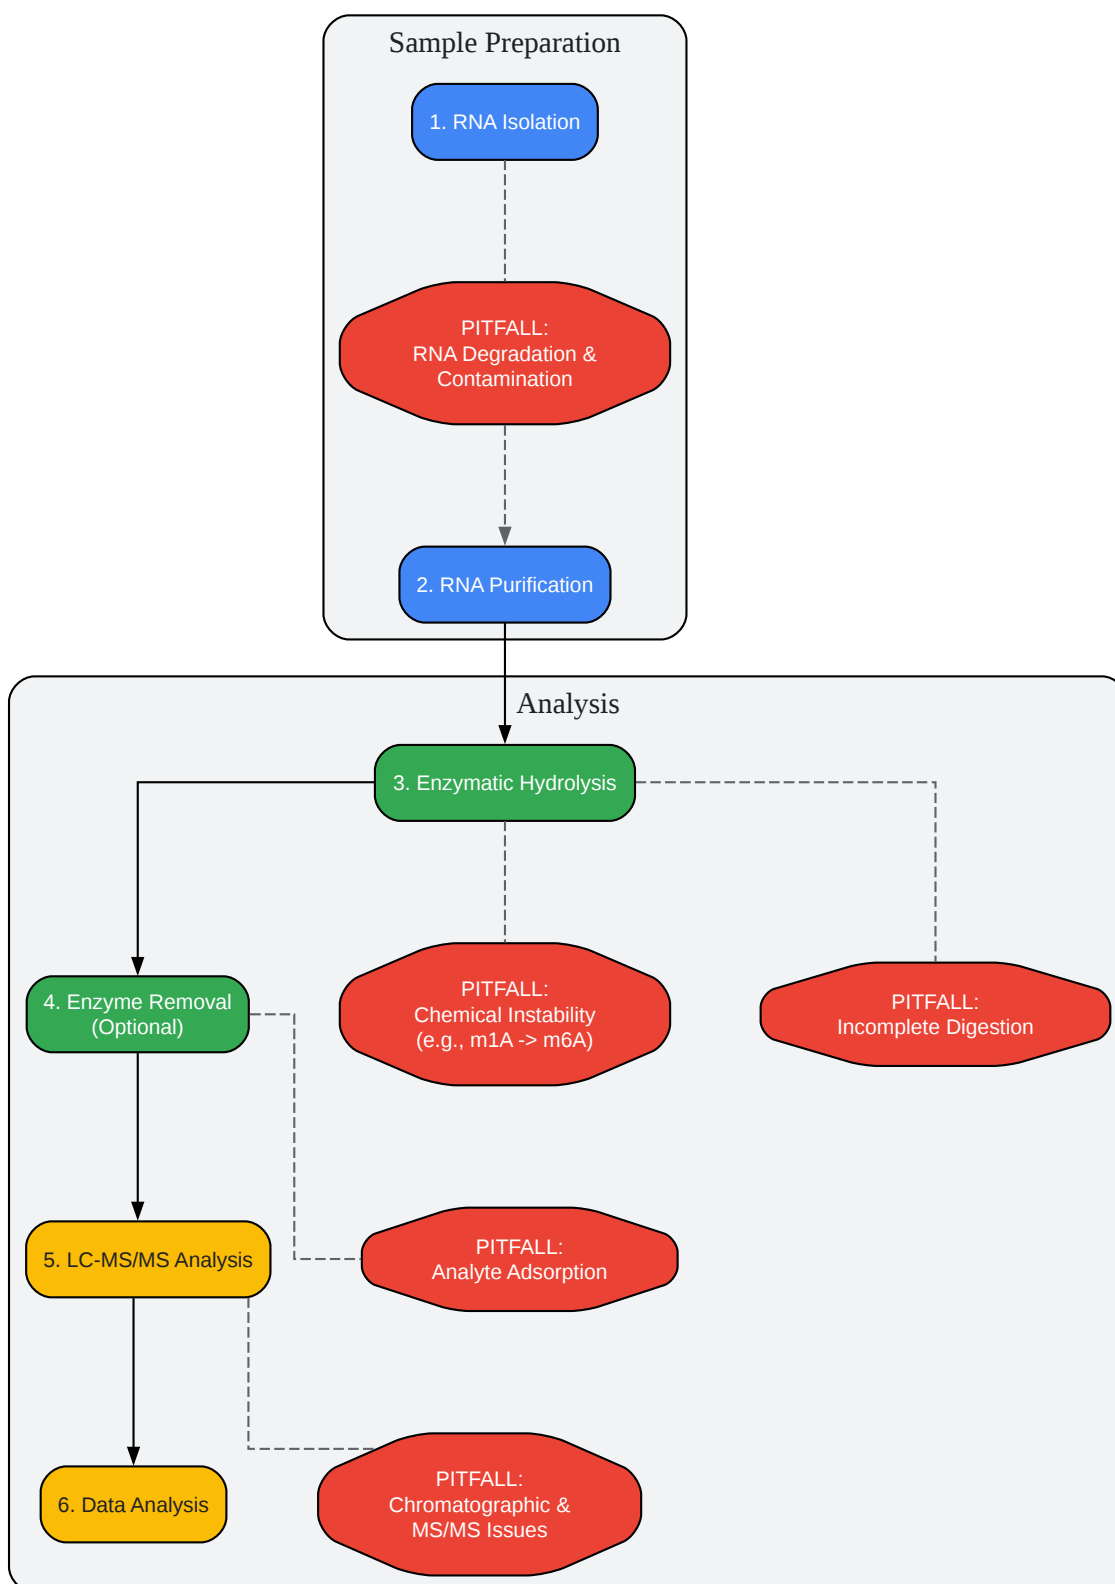 Sample Preparation
1. RNA Isolation
PITFALL:
RNA Degradation &
Contamination
2. RNA Purification
Analysis
3. Enzymatic Hydrolysis
4. Enzyme Removal
(Optional)
PITFALL:
Chemical Instability
(e.g., m1A -> m6A)
PITFALL:
Incomplete Digestion
5. LC-MS/MS Analysis
PITFALL:
Analyte Adsorption
6. Data Analysis
PITFALL:
Chromatographic &
MS/MS Issues